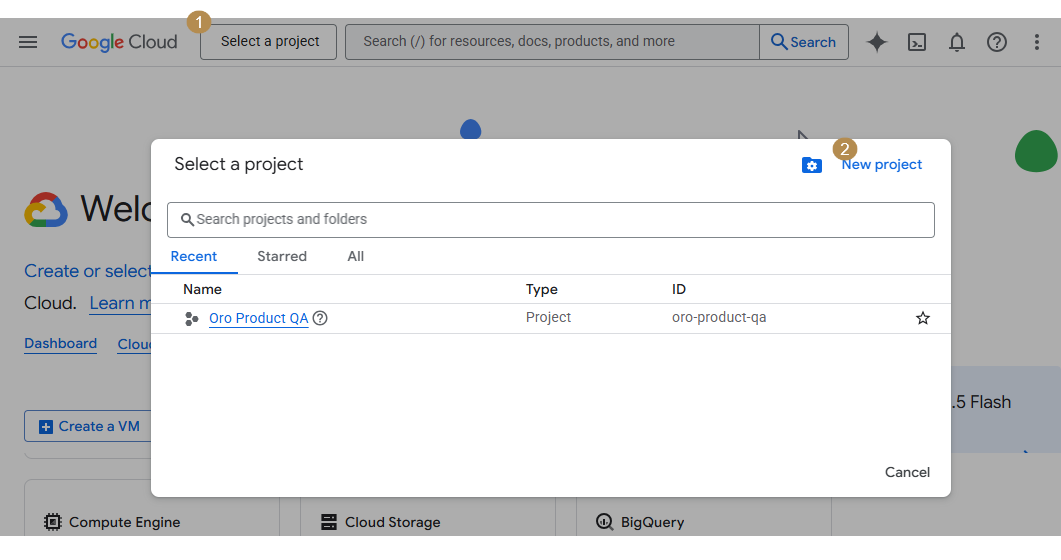 1
Google Cloud
Select a project
Search (/) for resources, docs, products, and more
Search
2
Select a project
New project
Search projects and folders
Recent
Starred
All
Name
Type
ID
Oro Product QA
Project
oro-product-qa
Cancel
Create or select
Cloud. Learn
Dashboard
.5 Flash
Create a VM
Compute Engine
Cloud Storage
BigQuery